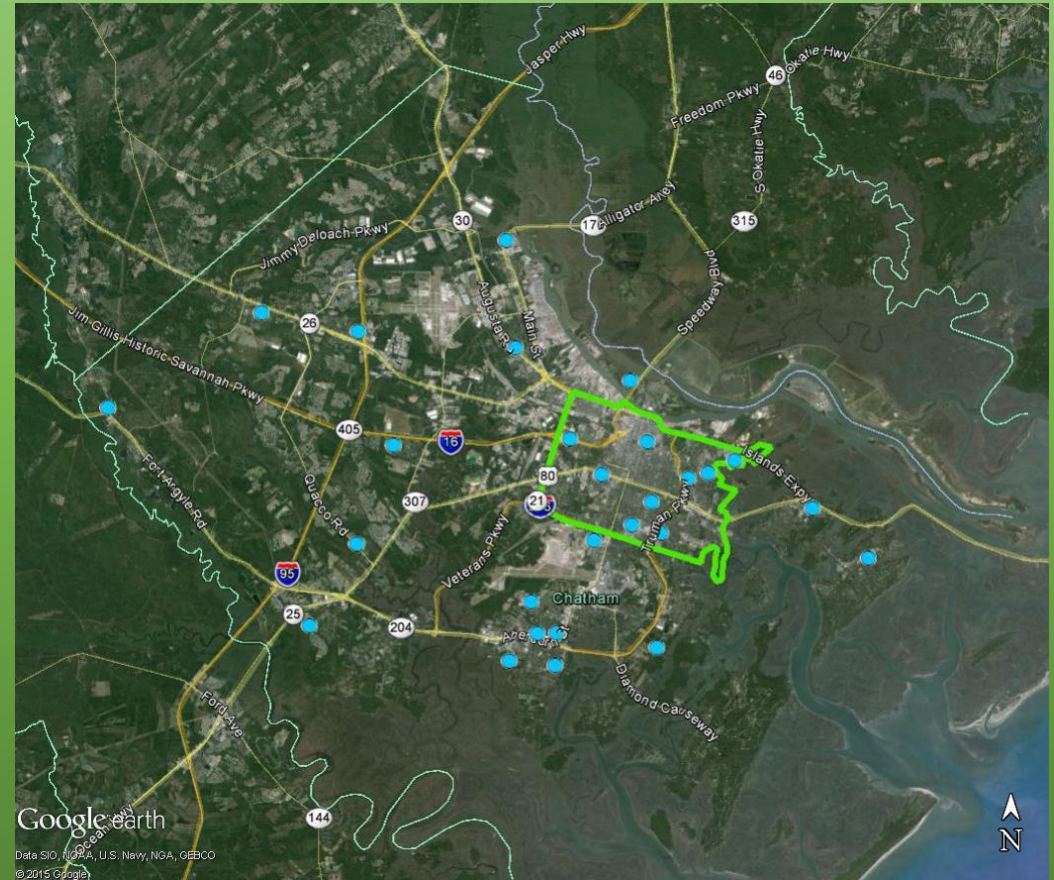 Jasper Hwy
Okatie Hwy
46
Freedom-Pkwy
S Okatie Hwy
30
17
Alligator Alley
315
Jimmy Deloach-Pkwy
Speedway Blvd
Augusta Rd
Main St
26
Jim Gillis Historic Savannah Pkwy
405
16
80
Islands Expy
307
21
Fort Argyle Rd
Quacco Rd
Truman Pkwy
Veterans Pkwy
95
Chatham
25
204
Diamond Causeway
Ford Ave
144
Ocean Hwy
Google earth
N
Data SIO, NOAA, U.S. Navy, NGA, GEBCO
© 2015 Google